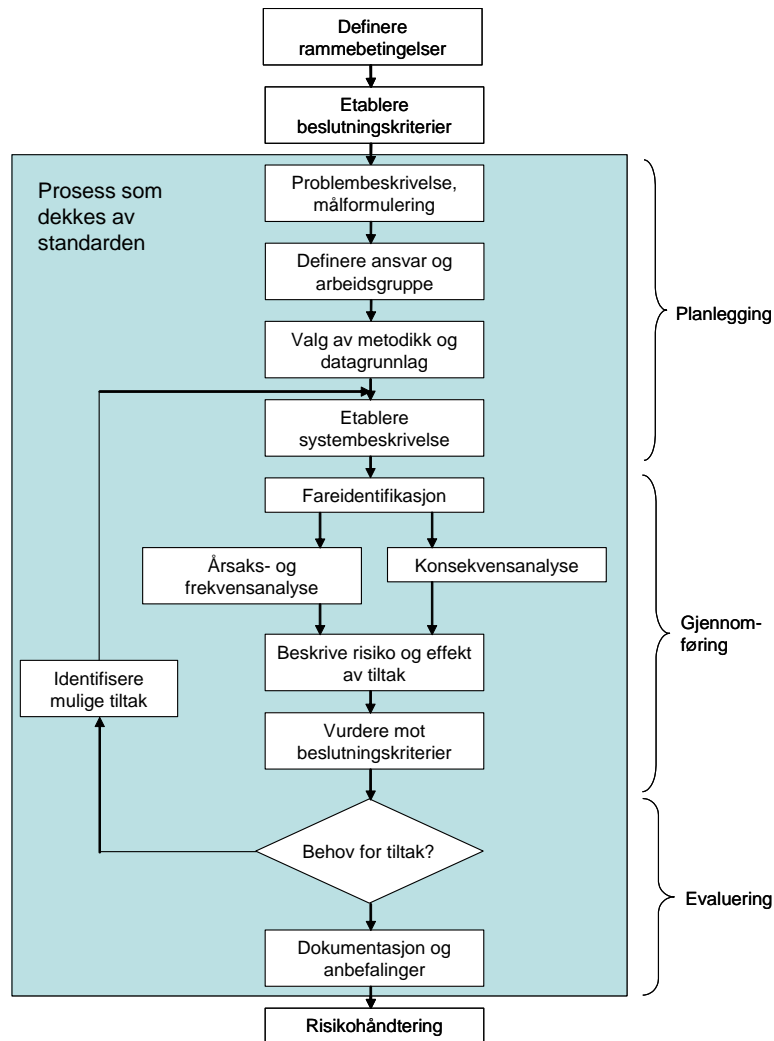 Definere
rammebetingelser
Etablere
beslutningskriterier
Prosess som
dekkes av
standarden
Problembeskrivelse,
målformulering
Definere ansvar og
arbeidsgruppe
Planlegging
Valg av metodikk og
datagrunnlag
Etablere
systembeskrivelse
Fareidentifikasjon
Årsaks- og
frekvensanalyse
Konsekvensanalyse
Gjennom-
føring
Beskrive risiko og effekt
av tiltak
Identifisere
mulige tiltak
Vurdere mot
beslutningskriterier
Behov for tiltak?
Evaluering
Dokumentasjon og
anbefalinger
Risikohåndtering